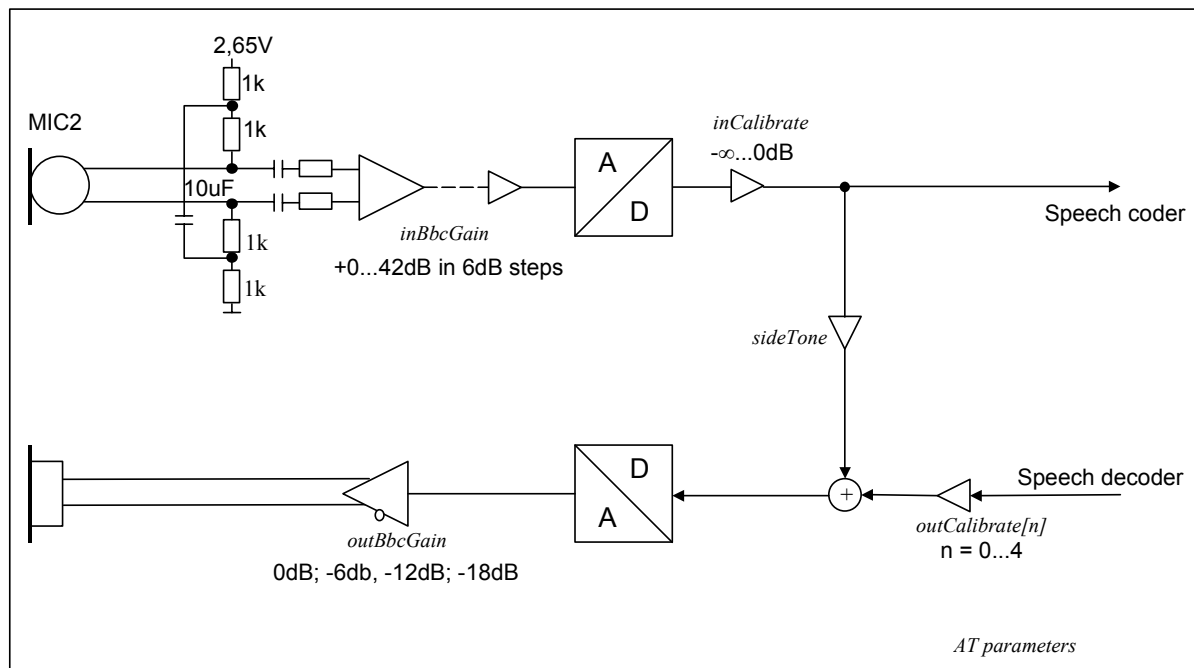 2,65V
1k
MIC2
1k
10uF
1k
1k
inBbcGain
+0...42dB in 6dB steps
A
D
inCalibrate
-∞...0dB
Speech coder
sideTone
D
A
Speech decoder
+
outCalibrate[n]
n = 0...4
outBbcGain
0dB; -6db, -12dB; -18dB
AT parameters